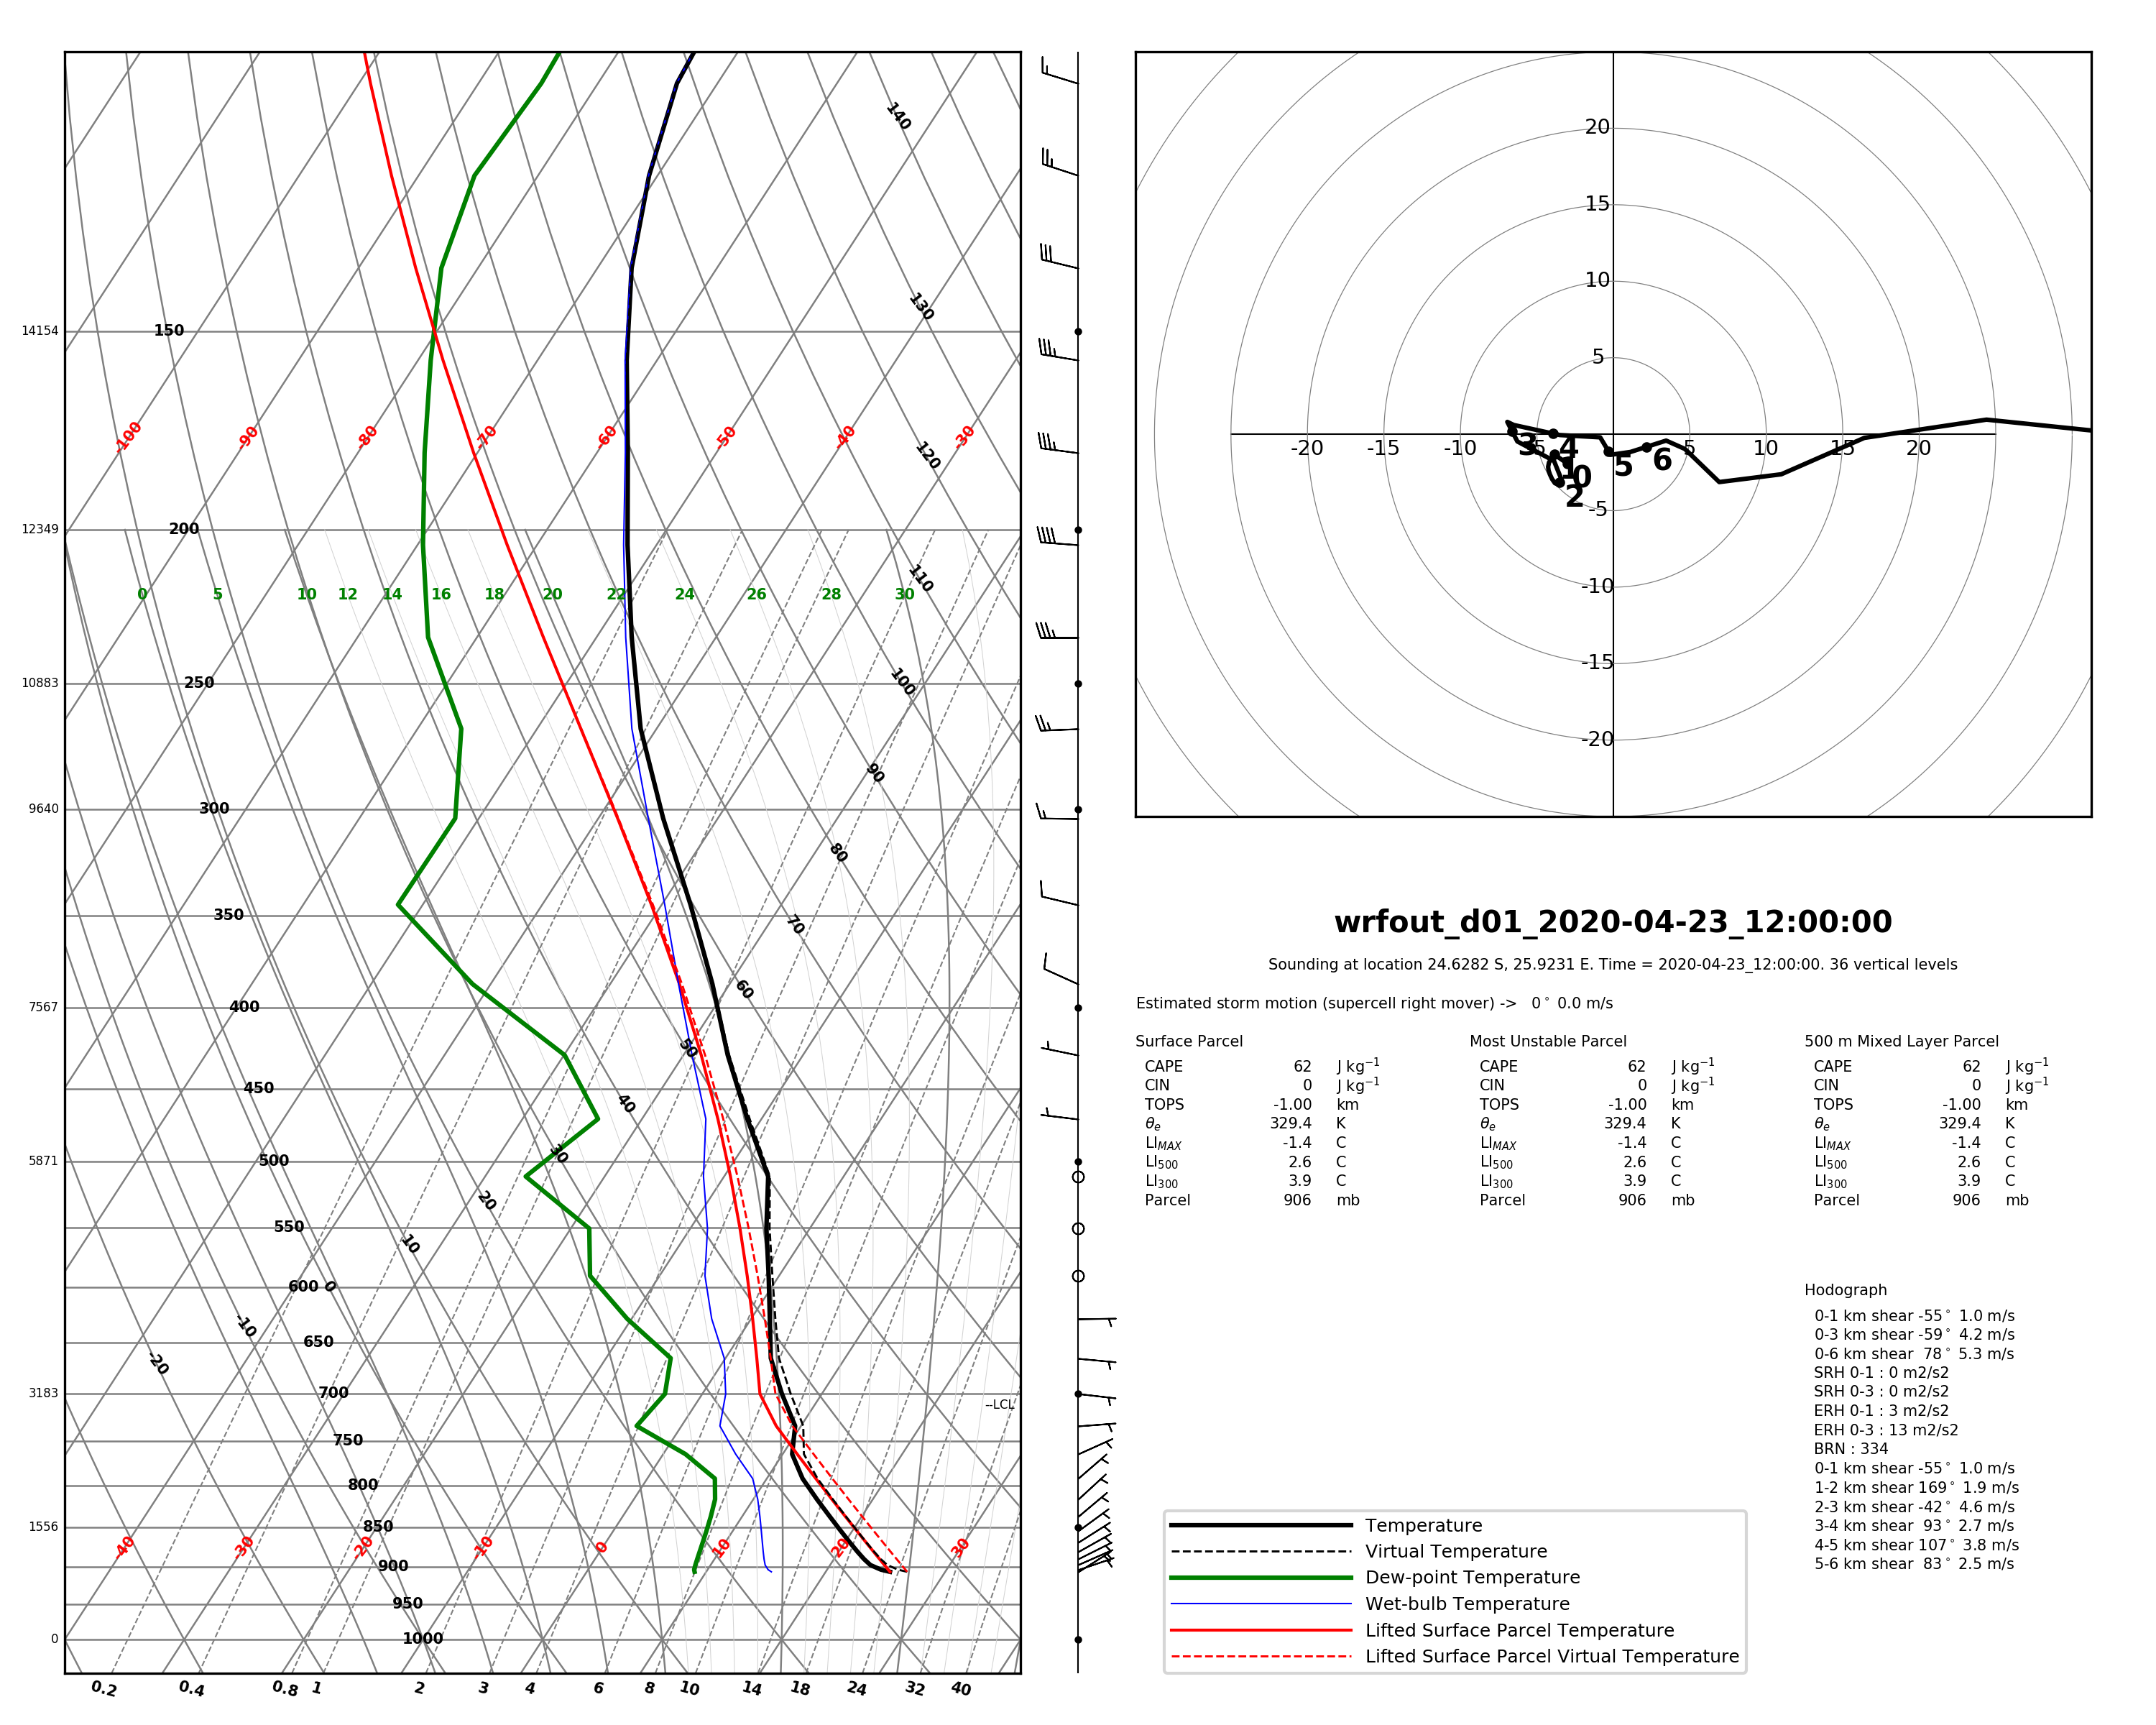 140
130
14154 150
-100 -90 -80 -70 -60 -50 -40 -30
120
12349 200
110
0 5 10 12 14 16 18 20 22 24 26 28 30
100
10883 250
90
9640 300
80
350
70
60
7567 400
50
450
40
5871 500
30
20
550
10
600 0
-10
650
-20
3183 700
--LCL
750
800
1556 850
-40 -30 -20 -10 0 10 20 30
900
950
0 1000
0.2 0.4 0.8 1 2 3 4 6 8 10 14 18 24 32 40
20
15
10
5
-20 -15 -10 -5 5 10 15 20
3 4 1 0 2 5 6
-5
-10
-15
-20
wrfout_d01_2020-04-23_12:00:00
Sounding at location 24.6282 S, 25.9231 E. Time = 2020-04-23_12:00:00. 36 vertical levels
Estimated storm motion (supercell right mover) -> 0° 0.0 m/s
Surface Parcel Most Unstable Parcel 500 m Mixed Layer Parcel
CAPE 62 J kg⁻¹ CAPE 62 J kg⁻¹ CAPE 62 J kg⁻¹
CIN 0 J kg⁻¹ CIN 0 J kg⁻¹ CIN 0 J kg⁻¹
TOPS -1.00 km TOPS -1.00 km TOPS -1.00 km
θe 329.4 K θe 329.4 K θe 329.4 K
LIMAX -1.4 C LIMAX -1.4 C LIMAX -1.4 C
LI500 2.6 C LI500 2.6 C LI500 2.6 C
LI300 3.9 C LI300 3.9 C LI300 3.9 C
Parcel 906 mb Parcel 906 mb Parcel 906 mb
Hodograph
0-1 km shear -55° 1.0 m/s
0-3 km shear -59° 4.2 m/s
0-6 km shear 78° 5.3 m/s
SRH 0-1 : 0 m2/s2
SRH 0-3 : 0 m2/s2
ERH 0-1 : 3 m2/s2
ERH 0-3 : 13 m2/s2
BRN : 334
0-1 km shear -55° 1.0 m/s
1-2 km shear 169° 1.9 m/s
2-3 km shear -42° 4.6 m/s
3-4 km shear 93° 2.7 m/s
4-5 km shear 107° 3.8 m/s
5-6 km shear 83° 2.5 m/s
Temperature
Virtual Temperature
Dew-point Temperature
Wet-bulb Temperature
Lifted Surface Parcel Temperature
Lifted Surface Parcel Virtual Temperature